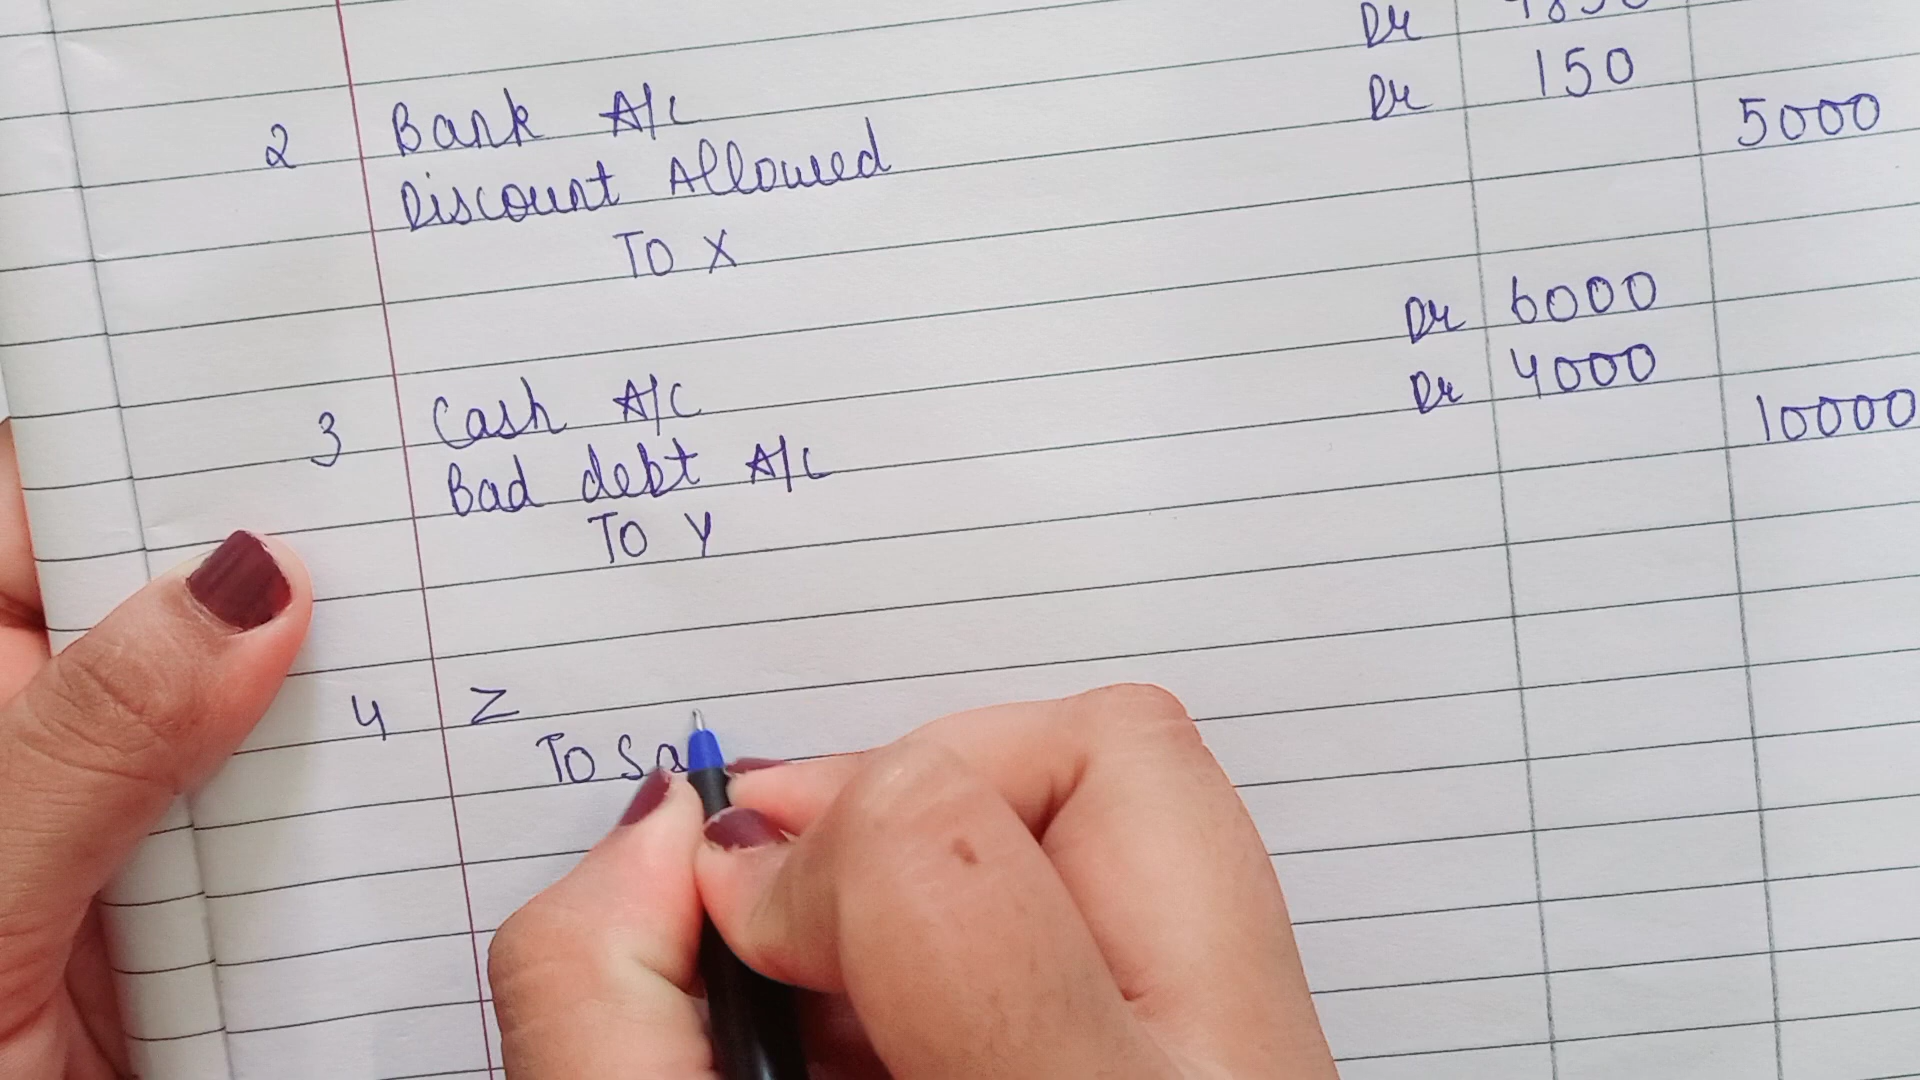 2 Bank A/C Dr 4850
Discount Allowed Dr 150
To X 5000
3 Cash A/C Dr 6000
Bad debt A/C Dr 4000
To Y 10000
4 Z
To Sa